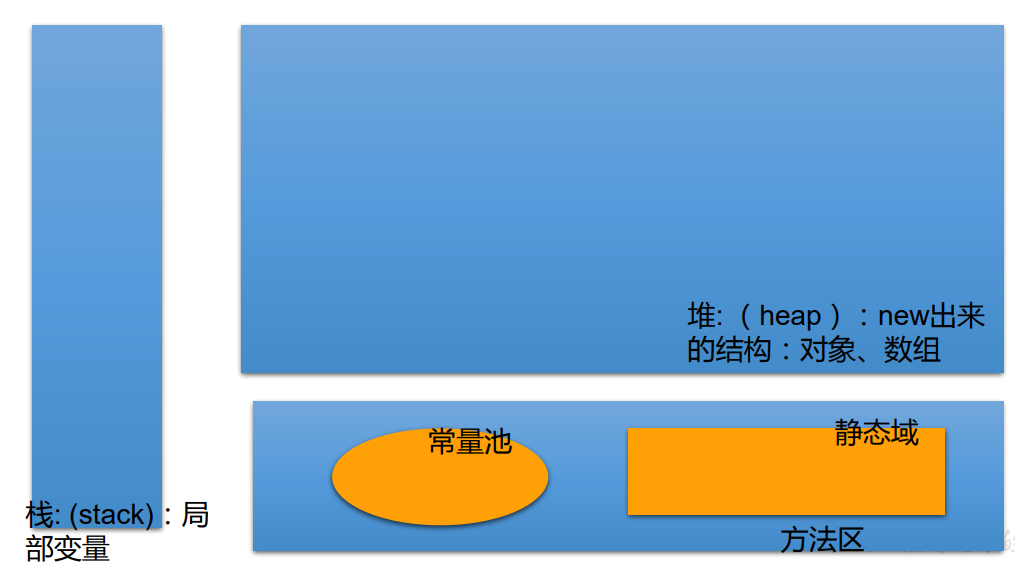 堆:（ heap ）：new出来
的结构：对象、数组
常量池
静态域
栈: (stack)：局
部变量
方法区